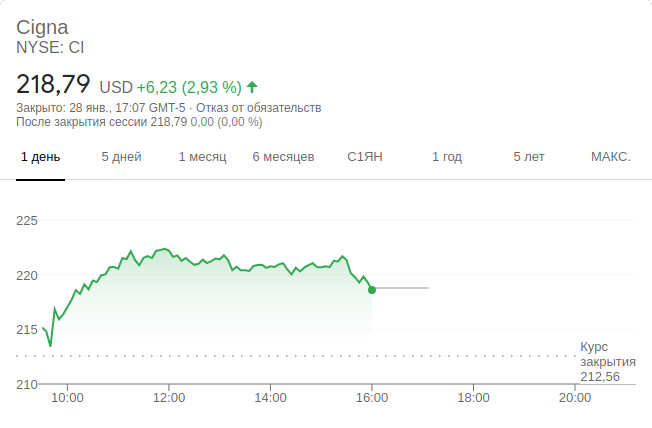 Cigna
NYSE: CI
218,79 USD +6,23 (2,93 %)
Закрыто: 28 янв., 17:07 GMT-5 · Отказ от обязательств
После закрытия сессии 218,79 0,00 (0,00 %)
1 день 5 дней 1 месяц 6 месяцев С1ЯН 1 год 5 лет МАКС.
225
220
215
Курс
закрытия
212,56
210
10:00 12:00 14:00 16:00 18:00 20:00